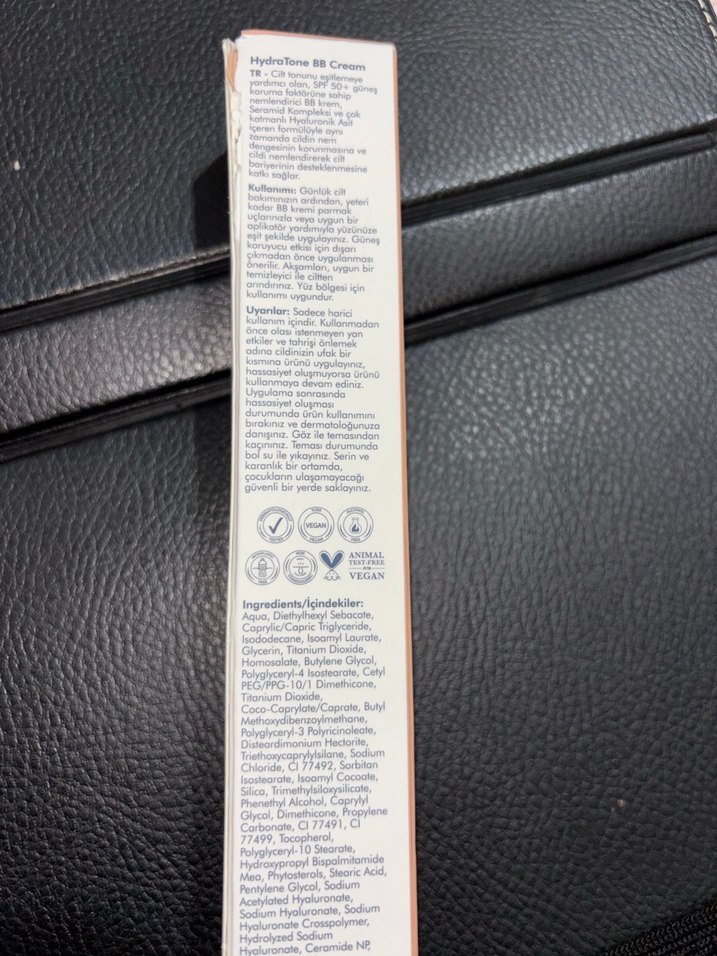 HydraTone BB Cream
TR - Cilt tonunu eşitlemeye
yardımcı olan, SPF 50+ güneş
koruma faktörüne sahip
nemlendirici BB krem,
Seramid Kompleksi ve çok
katmanlı Hyaluronik Asit
içeren formülüyle aynı
zamanda cildin nem
dengesinin korunmasına ve
cildi nemlendirerek cilt
bariyerinin desteklenmesine
katkı sağlar.
Kullanımı: Günlük cilt
bakımınızın ardından, yeteri
kadar BB kremi parmak
uçlarınızla veya uygun bir
aplikatör yardımıyla yüzünüze
eşit şekilde uygulayınız. Güneş
koruyucu etkisi için dışarı
çıkmadan önce uygulanması
önerilir. Akşamları, uygun bir
temizleyici ile ciltten
arındırınız. Yüz bölgesi için
kullanımı uygundur.
Uyarılar: Sadece harici
kullanım içindir. Kullanmadan
önce olası istenmeyen yan
etkiler ve tahrişi önlemek
adına cildinizin ufak bir
kısmına ürünü uygulayınız,
hassasiyet oluşmuyorsa ürünü
kullanmaya devam ediniz.
Uygulama sonrasında
hassasiyet oluşması
durumunda ürün kullanımını
bırakınız ve dermatoloğunuza
danışınız. Göz ile temasından
kaçınınız. Teması durumunda
bol su ile yıkayınız. Serin ve
karanlık bir ortamda,
çocukların ulaşamayacağı
güvenli bir yerde saklayınız.
DERMATOLOGICALLY
TESTED
VEGAN
VEGAN
ALCOHOL
FREE
FREE
ANIMAL
TEST-FREE
VEGAN
Ingredients/İçindekiler:
Aqua, Diethylhexyl Sebacate,
Caprylic/Capric Triglyceride,
Isododecane, Isoamyl Laurate,
Glycerin, Titanium Dioxide,
Homosalate, Butylene Glycol,
Polyglyceryl-4 Isostearate, Cetyl
PEG/PPG-10/1 Dimethicone,
Titanium Dioxide,
Coco-Caprylate/Caprate, Butyl
Methoxydibenzoylmethane,
Polyglyceryl-3 Polyricinoleate,
Disteardimonium Hectorite,
Triethoxycaprylylsilane, Sodium
Chloride, CI 77492, Sorbitan
Isostearate, Isoamyl Cocoate,
Silica, Trimethylsiloxysilicate,
Phenethyl Alcohol, Caprylyl
Glycol, Dimethicone, Propylene
Carbonate, CI 77491, CI
77499, Tocopherol,
Polyglyceryl-10 Stearate,
Hydroxypropyl Bispalmitamide
Mea, Phytosterols, Stearic Acid,
Pentylene Glycol, Sodium
Acetylated Hyaluronate,
Sodium Hyaluronate, Sodium
Hyaluronate Crosspolymer,
Hydrolyzed Sodium
Hyaluronate, Ceramide NP,